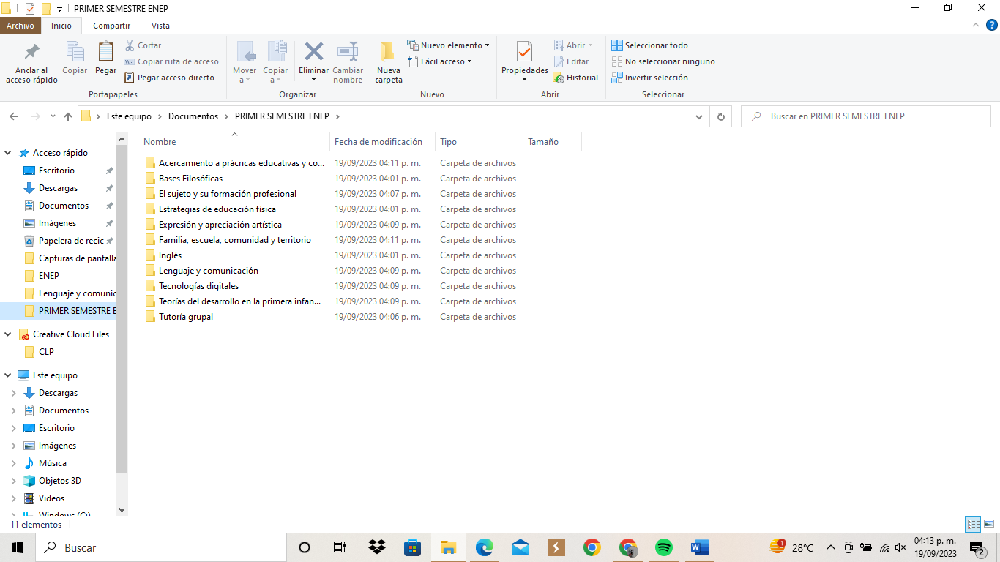 PRIMER SEMESTRE ENEP
Archivo Inicio Compartir Vista
Anclar al acceso rápido
Copiar
Pegar
Cortar
Copiar ruta de acceso
Pegar acceso directo
Portapapeles
Mover a
Copiar a
Eliminar
Cambiar nombre
Organizar
Nueva carpeta
Nuevo elemento
Fácil acceso
Nuevo
Propiedades
Abrir
Editar
Historial
Abrir
Seleccionar todo
No seleccionar ninguno
Invertir selección
Seleccionar
Este equipo > Documentos > PRIMER SEMESTRE ENEP >
Buscar en PRIMER SEMESTRE ENEP
Acceso rápido
Escritorio
Descargas
Documentos
Imágenes
Papelera de recic
Capturas de pantalla
ENEP
Lenguaje y comunic
PRIMER SEMESTRE E
Creative Cloud Files
CLP
Este equipo
Descargas
Documentos
Escritorio
Imágenes
Música
Objetos 3D
Videos
Windows (C:)
Nombre Fecha de modificación Tipo Tamaño
Acercamiento a prácricas educativas y co... 19/09/2023 04:11 p. m. Carpeta de archivos
Bases Filosóficas 19/09/2023 04:01 p. m. Carpeta de archivos
El sujeto y su formación profesional 19/09/2023 04:07 p. m. Carpeta de archivos
Estrategias de educación física 19/09/2023 04:01 p. m. Carpeta de archivos
Expresión y apreciación artística 19/09/2023 04:09 p. m. Carpeta de archivos
Familia, escuela, comunidad y territorio 19/09/2023 04:11 p. m. Carpeta de archivos
Inglés 19/09/2023 04:01 p. m. Carpeta de archivos
Lenguaje y comunicación 19/09/2023 04:09 p. m. Carpeta de archivos
Tecnologías digitales 19/09/2023 04:09 p. m. Carpeta de archivos
Teorías del desarrollo en la primera infan... 19/09/2023 04:09 p. m. Carpeta de archivos
Tutoría grupal 19/09/2023 04:06 p. m. Carpeta de archivos
11 elementos
Buscar
1
28°C
04:13 p. m.
19/09/2023
2